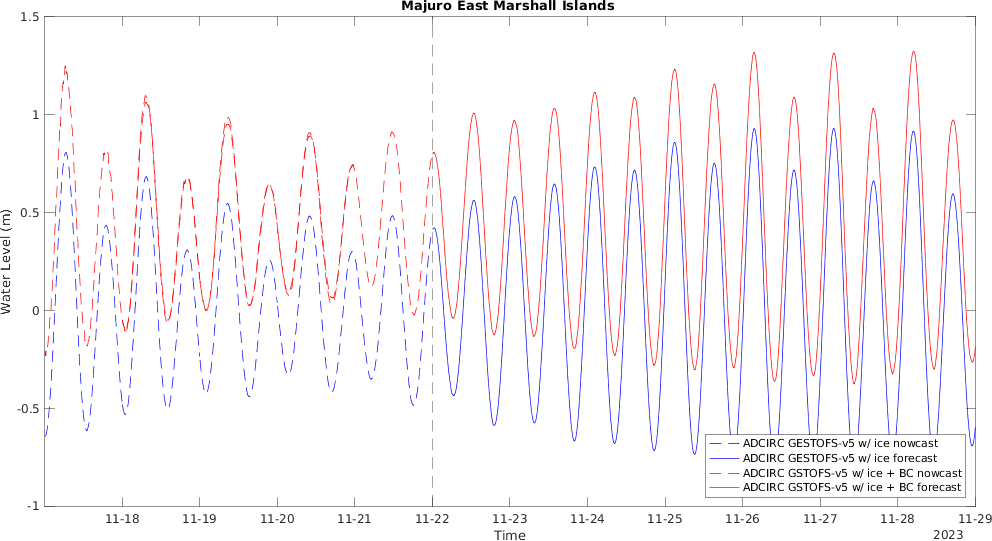 Majuro East Marshall Islands
1.5
1
0.5
0
-0.5
-1
Water Level (m)
ADCIRC GESTOFS-v5 w/ ice nowcast
ADCIRC GESTOFS-v5 w/ ice forecast
ADCIRC GSTOFS-v5 w/ ice + BC nowcast
ADCIRC GSTOFS-v5 w/ ice + BC forecast
11-18 11-19 11-20 11-21 11-22 11-23 11-24 11-25 11-26 11-27 11-28 11-29
Time
2023